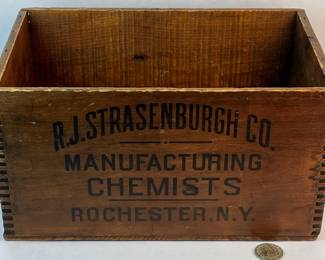 R.J. STRASENBURGH CO.
MANUFACTURING
CHEMISTS
ROCHESTER, N.Y.